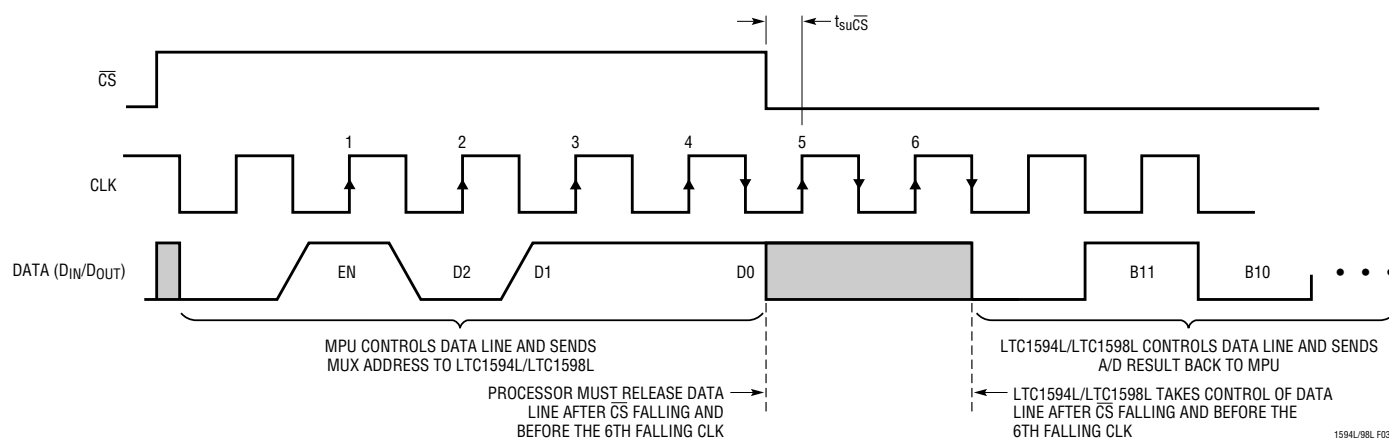 tsuCS̅
C̅S̅
1 2 3 4 5 6
CLK
DATA (DIN/DOUT)
EN D2 D1 D0 B11 B10 • • •
MPU CONTROLS DATA LINE AND SENDS
MUX ADDRESS TO LTC1594L/LTC1598L
LTC1594L/LTC1598L CONTROLS DATA LINE AND SENDS
A/D RESULT BACK TO MPU
PROCESSOR MUST RELEASE DATA
LINE AFTER C̅S̅ FALLING AND
BEFORE THE 6TH FALLING CLK
LTC1594L/LTC1598L TAKES CONTROL OF DATA
LINE AFTER C̅S̅ FALLING AND BEFORE THE
6TH FALLING CLK
1594L/98L F03